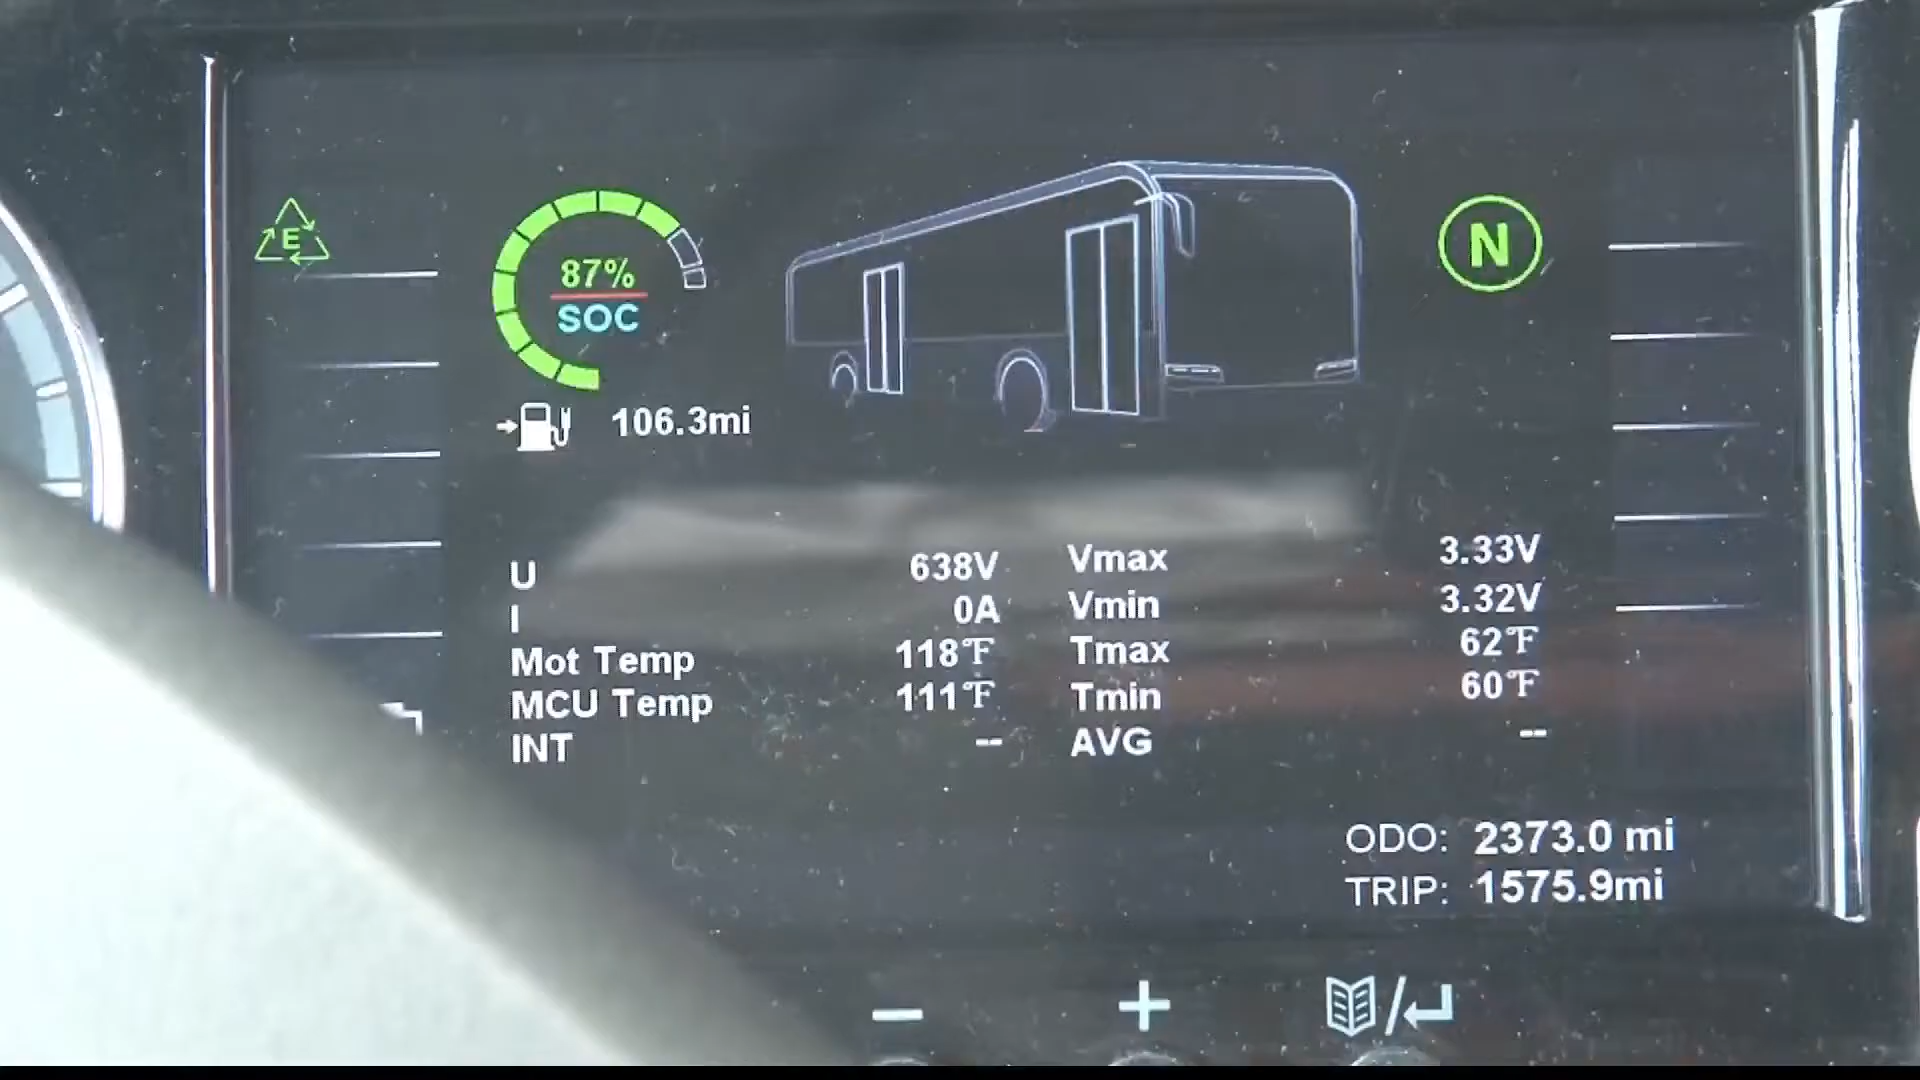 E
87%
SOC
N
106.3mi
U 638V Vmax 3.33V
I 0A Vmin 3.32V
Mot Temp 118℉ Tmax 62℉
MCU Temp 111℉ Tmin 60℉
INT -- AVG --
ODO: 2373.0 mi
TRIP: 1575.9mi
− + /